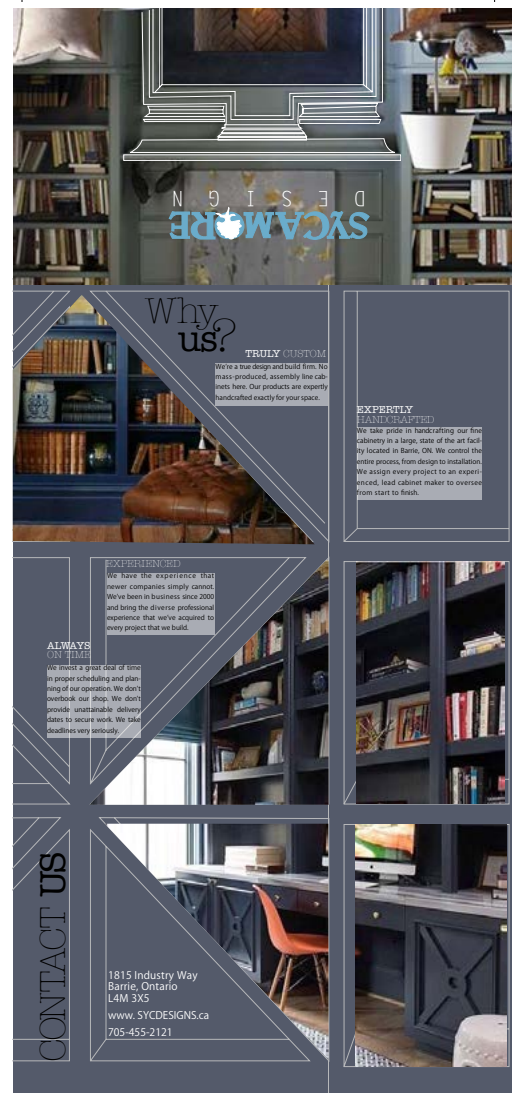 SYCAMORE
DESIGN
Why
us?
TRULY CUSTOM
We're a true design and build firm. No
mass-produced, assembly line cab-
inets here. Our products are expertly
handcrafted exactly for your space.
EXPERTLY
HANDCRAFTED
We take pride in handcrafting our fine
cabinetry in a large, state of the art facil-
ity located in Barrie, ON. We control the
entire process, from design to installation.
We assign every project to an experi-
enced, lead cabinet maker to oversee
from start to finish.
EXPERIENCED
We have the experience that
newer companies simply cannot.
We've been in business since 2000
and bring the diverse professional
experience that we've acquired to
every project that we build.
ALWAYS
ON TIME
We invest a great deal of time
in proper scheduling and plan-
ning of our operation. We don't
overbook our shop. We don't
provide unattainable delivery
dates to secure work. We take
deadlines very seriously.
CONTACT US
1815 Industry Way
Barrie, Ontario
L4M 3X5
www. SYCDESIGNS.ca
705-455-2121